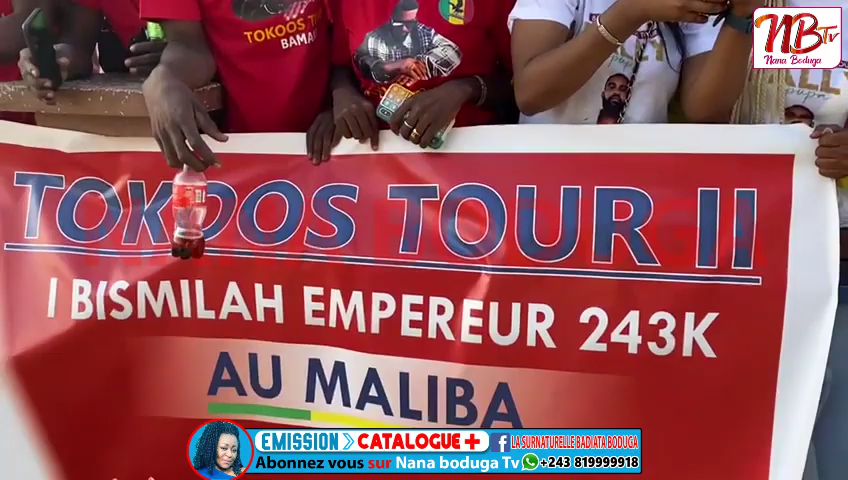 NB TV
Nana Boduga
TOKOOS T
BAMA
TOKOOS TOUR II
I BISMILAH EMPEREUR 243K
AU MALIBA
EMISSION CATALOGUE+
LA SURNATURELLE BADIATA BODUGA
Abonnez vous sur Nana boduga Tv +243 819999918